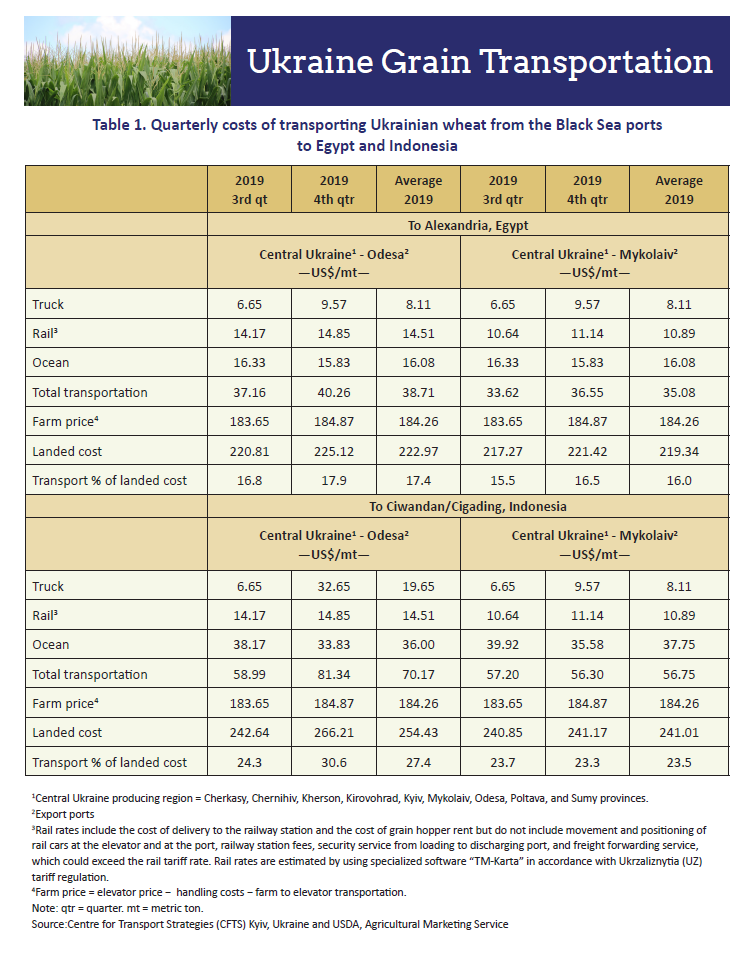 Ukraine Grain Transportation
Table 1. Quarterly costs of transporting Ukrainian wheat from the Black Sea ports
to Egypt and Indonesia
2019 2019 Average 2019 2019 Average
3rd qt 4th qtr 2019 3rd qtr 4th qtr 2019
To Alexandria, Egypt
Central Ukraine¹ - Odesa² Central Ukraine¹ - Mykolaiv²
—US$/mt— —US$/mt—
Truck 6.65 9.57 8.11 6.65 9.57 8.11
Rail³ 14.17 14.85 14.51 10.64 11.14 10.89
Ocean 16.33 15.83 16.08 16.33 15.83 16.08
Total transportation 37.16 40.26 38.71 33.62 36.55 35.08
Farm price⁴ 183.65 184.87 184.26 183.65 184.87 184.26
Landed cost 220.81 225.12 222.97 217.27 221.42 219.34
Transport % of landed cost 16.8 17.9 17.4 15.5 16.5 16.0
To Ciwandan/Cigading, Indonesia
Central Ukraine¹ - Odesa² Central Ukraine¹ - Mykolaiv²
—US$/mt— —US$/mt—
Truck 6.65 32.65 19.65 6.65 9.57 8.11
Rail³ 14.17 14.85 14.51 10.64 11.14 10.89
Ocean 38.17 33.83 36.00 39.92 35.58 37.75
Total transportation 58.99 81.34 70.17 57.20 56.30 56.75
Farm price⁴ 183.65 184.87 184.26 183.65 184.87 184.26
Landed cost 242.64 266.21 254.43 240.85 241.17 241.01
Transport % of landed cost 24.3 30.6 27.4 23.7 23.3 23.5
¹Central Ukraine producing region = Cherkasy, Chernihiv, Kherson, Kirovohrad, Kyiv, Mykolaiv, Odesa, Poltava, and Sumy provinces.
²Export ports
³Rail rates include the cost of delivery to the railway station and the cost of grain hopper rent but do not include movement and positioning of
rail cars at the elevator and at the port, railway station fees, security service from loading to discharging port, and freight forwarding service,
which could exceed the rail tariff rate. Rail rates are estimated by using specialized software “TM-Karta” in accordance with Ukrzaliznytia (UZ)
tariff regulation.
⁴Farm price = elevator price − handling costs − farm to elevator transportation.
Note: qtr = quarter. mt = metric ton.
Source:Centre for Transport Strategies (CFTS) Kyiv, Ukraine and USDA, Agricultural Marketing Service